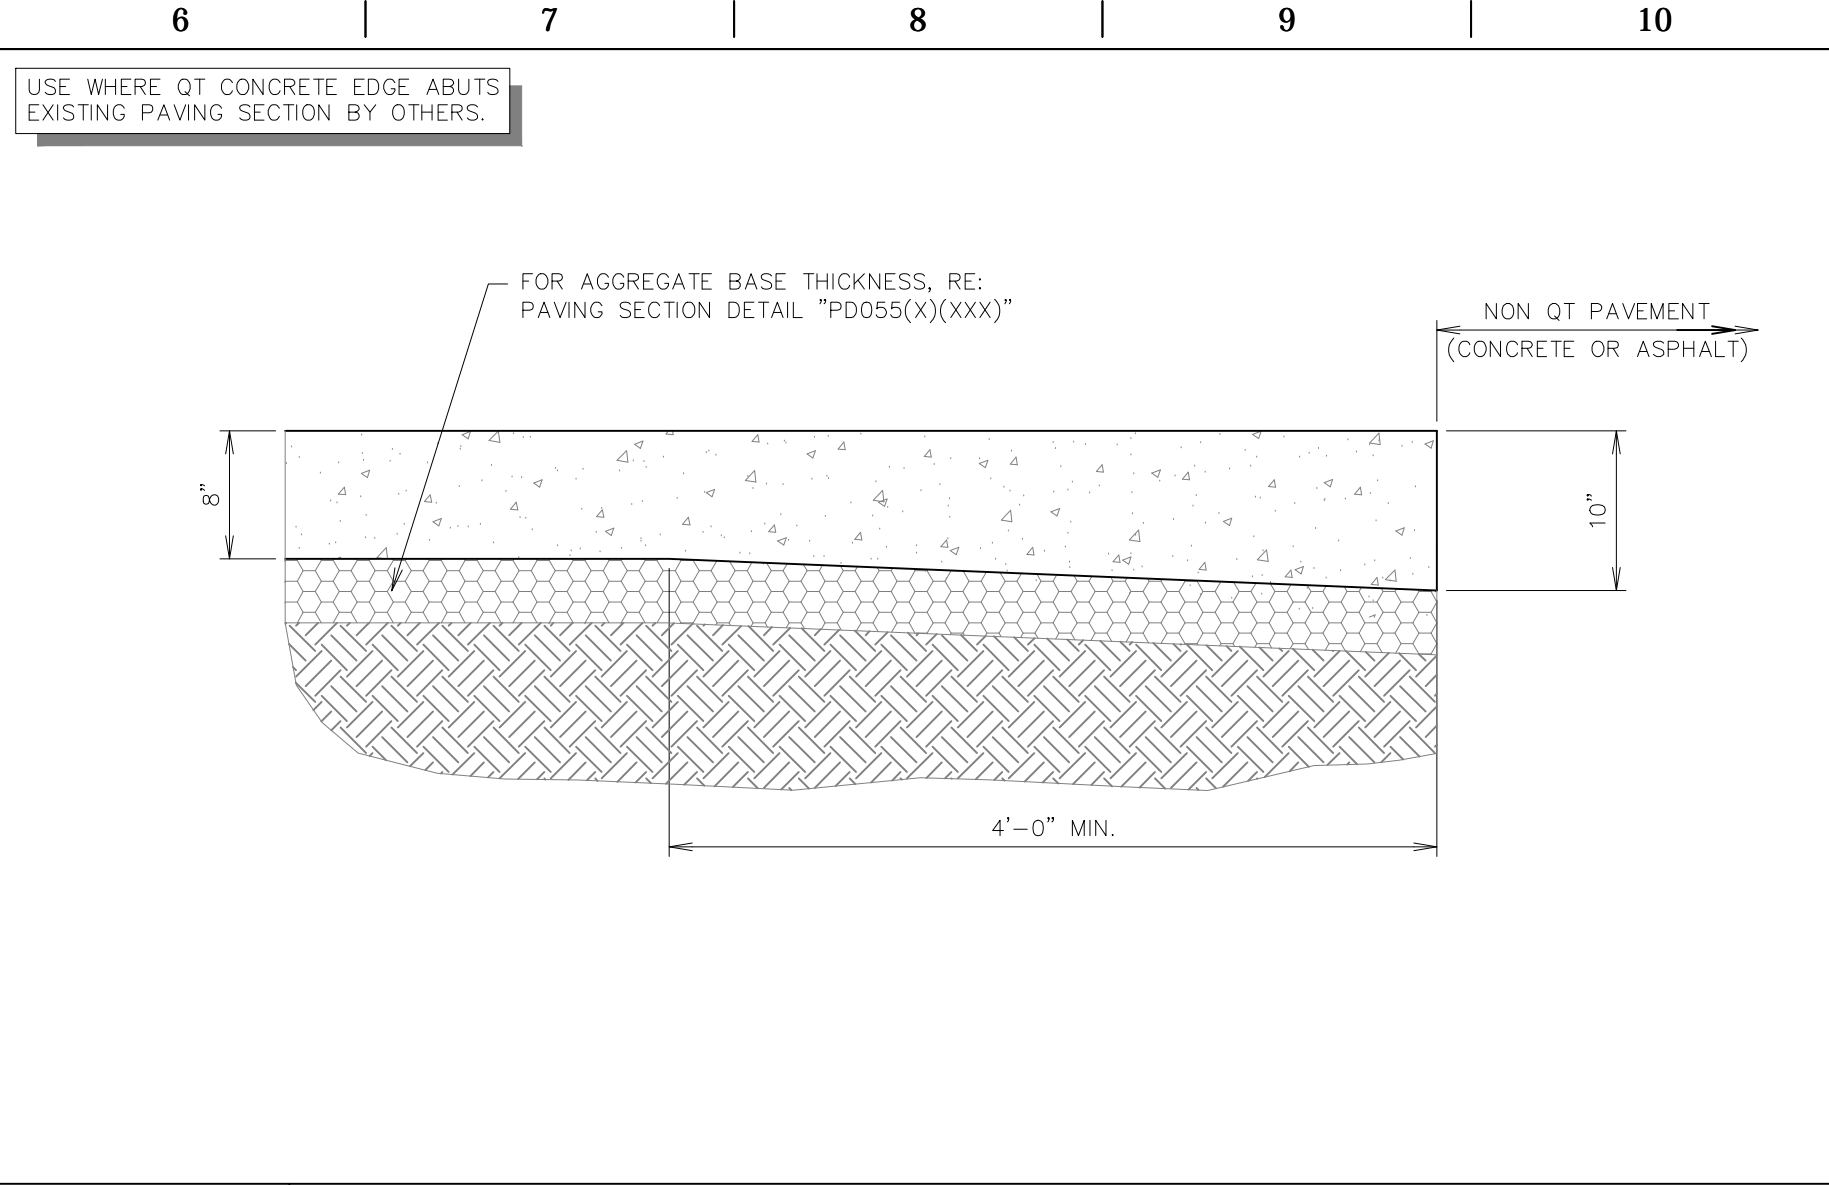 6 7 8 9 10
USE WHERE QT CONCRETE EDGE ABUTS
EXISTING PAVING SECTION BY OTHERS.
FOR AGGREGATE BASE THICKNESS, RE:
PAVING SECTION DETAIL "PD055(X)(XXX)"
NON QT PAVEMENT
(CONCRETE OR ASPHALT)
8"
10"
4'-0" MIN.